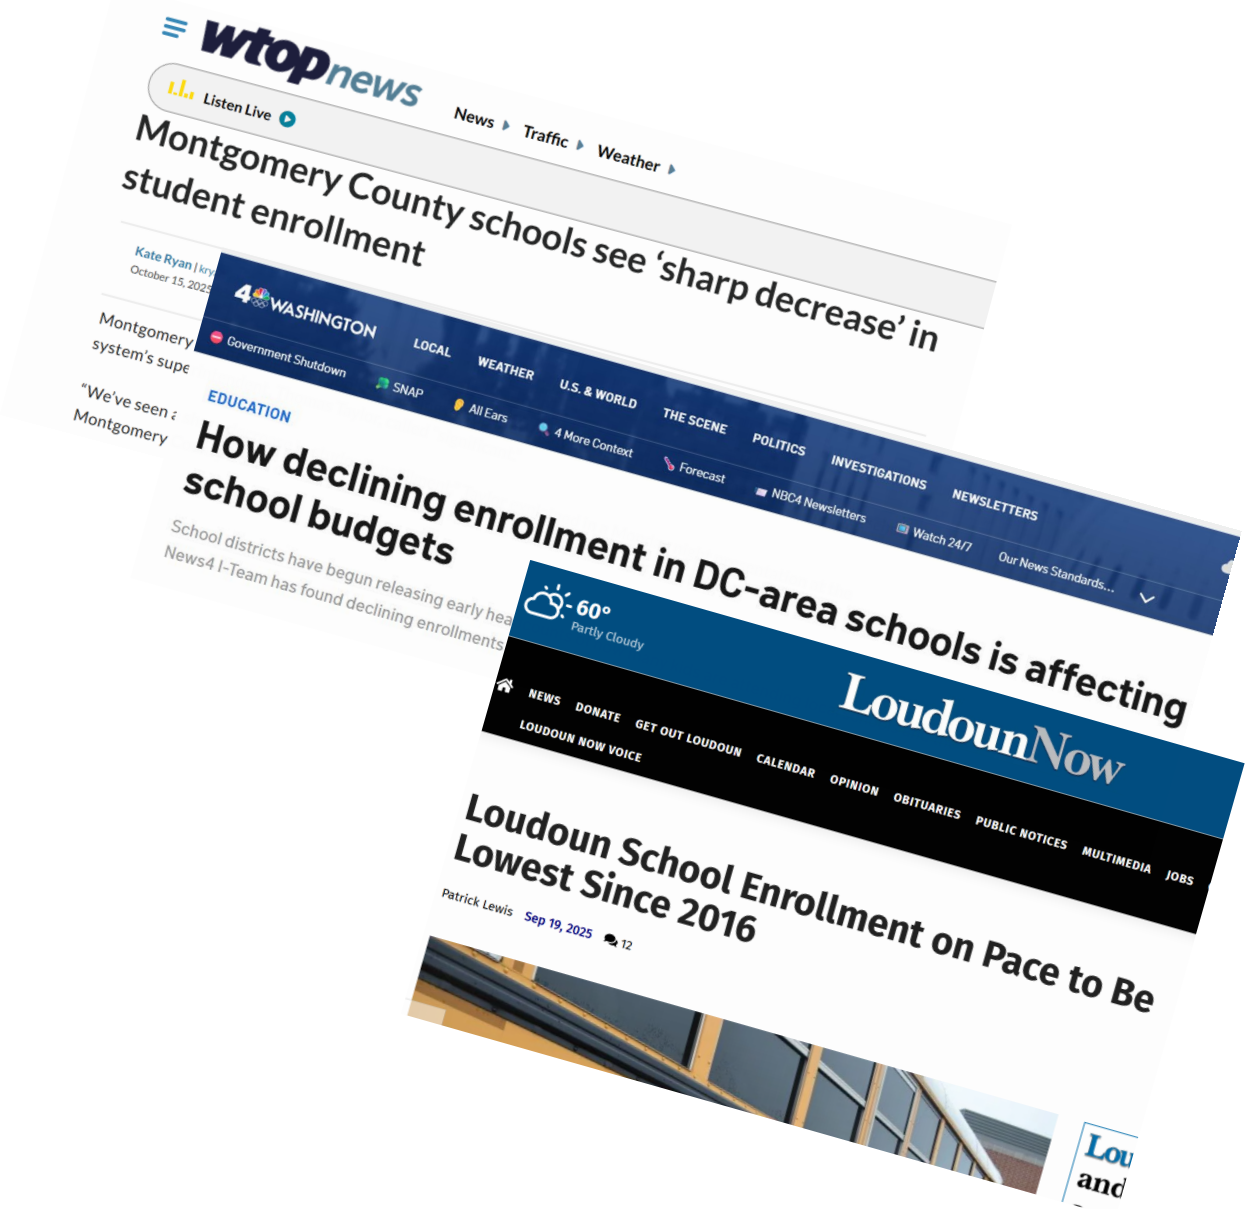 wtopnews
Listen Live
News Traffic Weather
Montgomery County schools see ‘sharp decrease’ in
student enrollment
Kate Ryan | kry
October 15, 2025
Montgomery
system’s supe
“We’ve seen a
Montgomery
4 WASHINGTON
LOCAL WEATHER U.S. & WORLD THE SCENE POLITICS INVESTIGATIONS NEWSLETTERS
Government Shutdown SNAP All Ears 4 More Context Forecast NBC4 Newsletters Watch 24/7 Our News Standards...
EDUCATION
How declining enrollment in DC-area schools is affecting
school budgets
School districts have begun releasing early hea
News4 I-Team has found declining enrollments
60°
Partly Cloudy
LoudounNow
NEWS DONATE GET OUT LOUDOUN CALENDAR OPINION OBITUARIES PUBLIC NOTICES MULTIMEDIA JOBS
LOUDOUN NOW VOICE
Loudoun School Enrollment on Pace to Be
Lowest Since 2016
Patrick Lewis Sep 19, 2025 12
Lou
and